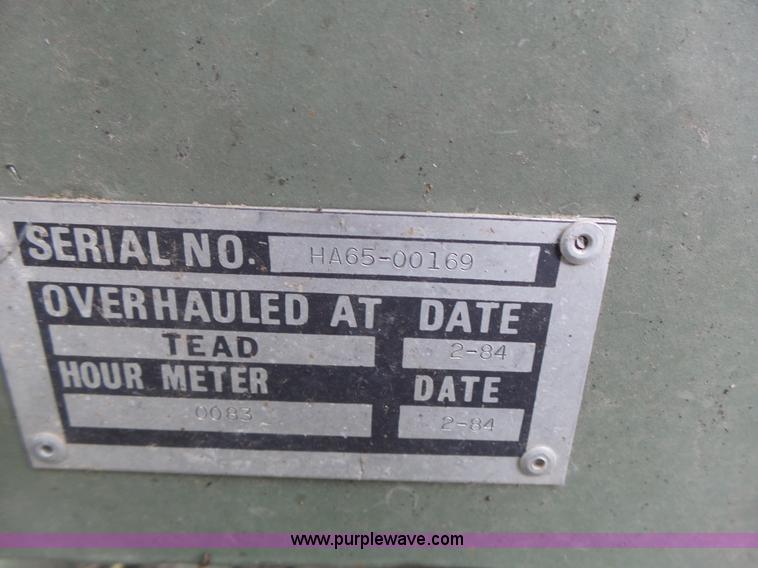 SERIAL NO. HA65-00169
OVERHAULED AT DATE
TEAD 2-84
HOUR METER DATE
0083 2-84
www.purplewave.com